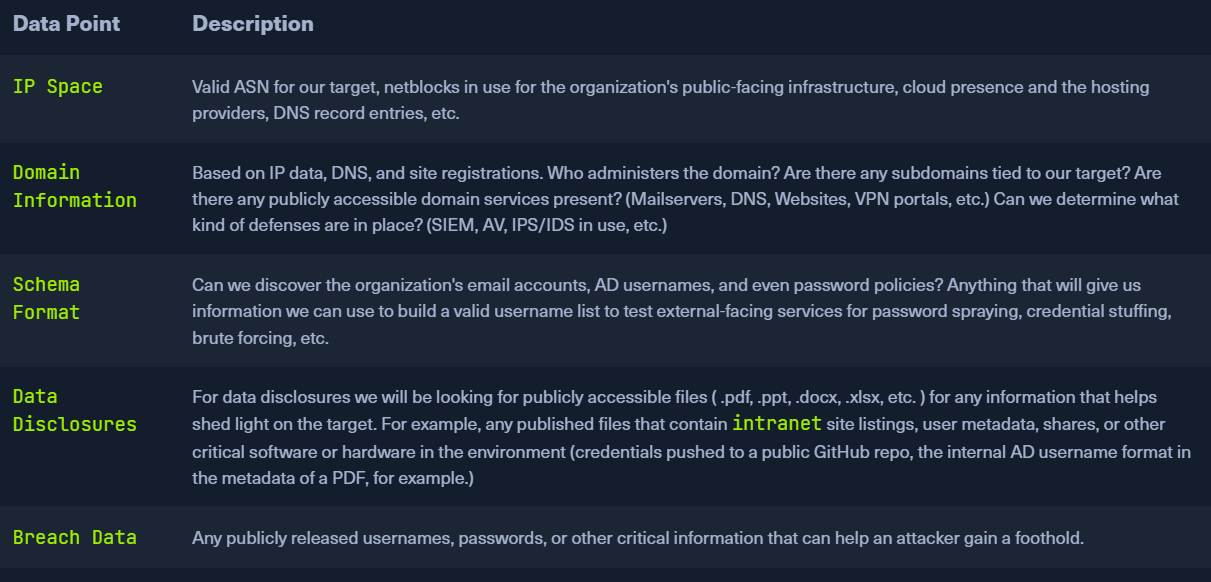 Data Point Description
IP Space Valid ASN for our target, netblocks in use for the organization's public-facing infrastructure, cloud presence and the hosting
providers, DNS record entries, etc.
Domain Based on IP data, DNS, and site registrations. Who administers the domain? Are there any subdomains tied to our target? Are
Information there any publicly accessible domain services present? (Mailservers, DNS, Websites, VPN portals, etc.) Can we determine what
kind of defenses are in place? (SIEM, AV, IPS/IDS in use, etc.)
Schema Can we discover the organization's email accounts, AD usernames, and even password policies? Anything that will give us
Format information we can use to build a valid username list to test external-facing services for password spraying, credential stuffing,
brute forcing, etc.
Data For data disclosures we will be looking for publicly accessible files ( .pdf, .ppt, .docx, .xlsx, etc. ) for any information that helps
Disclosures shed light on the target. For example, any published files that contain intranet site listings, user metadata, shares, or other
critical software or hardware in the environment (credentials pushed to a public GitHub repo, the internal AD username format in
the metadata of a PDF, for example.)
Breach Data Any publicly released usernames, passwords, or other critical information that can help an attacker gain a foothold.